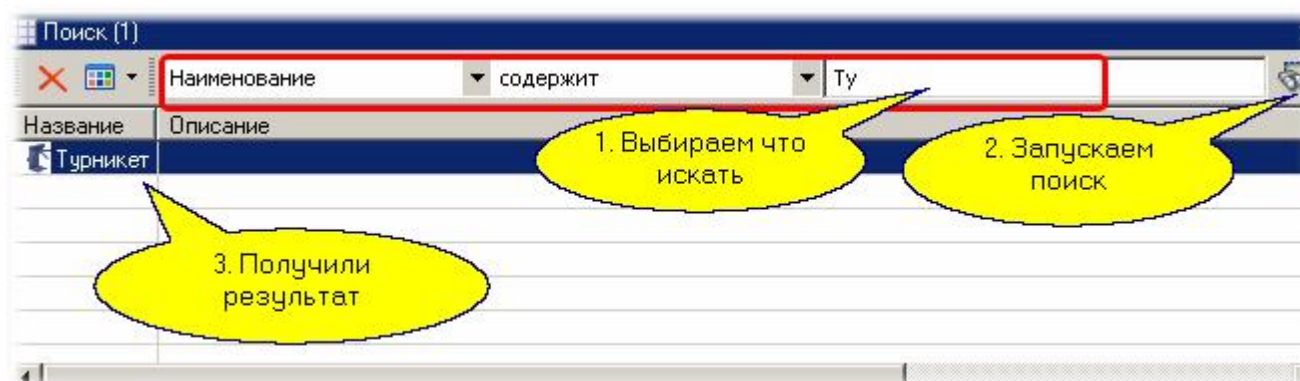 Поиск (1)
Наименование содержит Ту
Название Описание
Турникет
1. Выбираем что
искать
2. Запускаем
поиск
3. Получили
результат